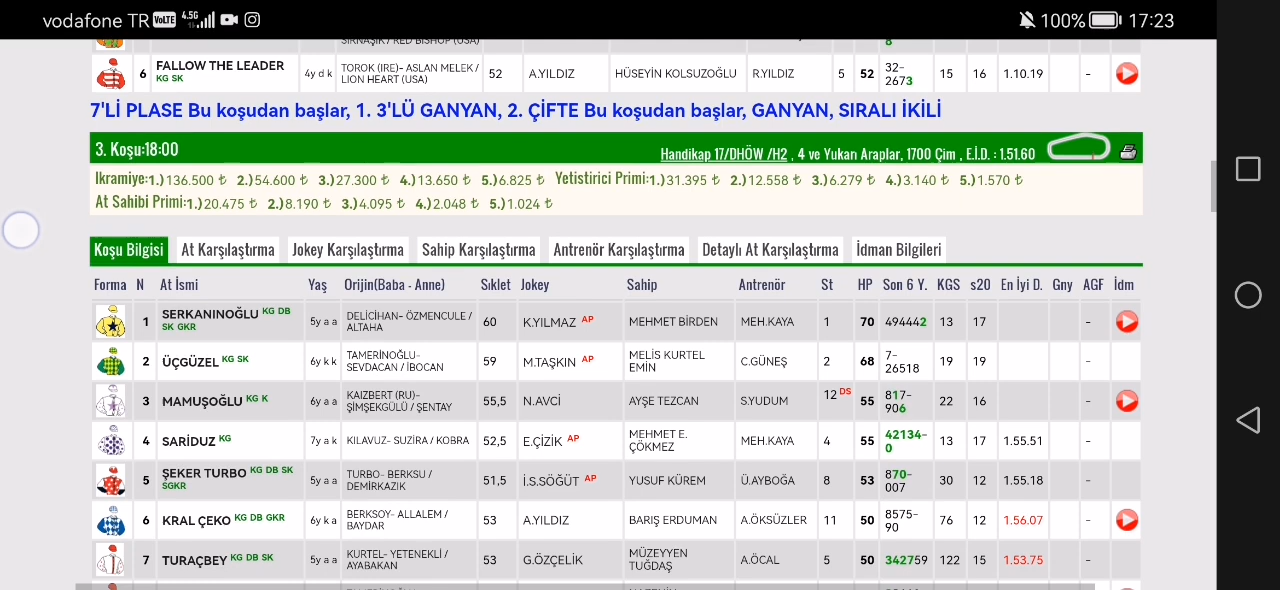 vodafone TR VoLTE 4.5G 100% 17:23
8
6 FALLOW THE LEADER KG SK 4y d k TOROK (IRE)- ASLAN MELEK / LION HEART (USA) 52 A.YILDIZ HÜSEYİN KOLSUZOĞLU R.YILDIZ 5 52 32-2673 15 16 1.10.19 -
7'Lİ PLASE Bu koşudan başlar, 1. 3'LÜ GANYAN, 2. ÇİFTE Bu koşudan başlar, GANYAN, SIRALI İKİLİ
3. Koşu:18:00 Handikap 17/DHÖW /H2 , 4 ve Yukarı Araplar, 1700 Çim , E.İ.D. : 1.51.60
Ikramiye:1.)136.500 ₺ 2.)54.600 ₺ 3.)27.300 ₺ 4.)13.650 ₺ 5.)6.825 ₺ Yetistirici Primi:1.)31.395 ₺ 2.)12.558 ₺ 3.)6.279 ₺ 4.)3.140 ₺ 5.)1.570 ₺
At Sahibi Primi:1.)20.475 ₺ 2.)8.190 ₺ 3.)4.095 ₺ 4.)2.048 ₺ 5.)1.024 ₺
Koşu Bilgisi At Karşılaştırma Jokey Karşılaştırma Sahip Karşılaştırma Antrenör Karşılaştırma Detaylı At Karşılaştırma İdman Bilgileri
Forma N At İsmi Yaş Orijin(Baba - Anne) Sıklet Jokey Sahip Antrenör St HP Son 6 Y. KGS s20 En İyi D. Gny AGF İdm
1 SERKANINOĞLU KG DB SK GKR 5y a a DELİCİHAN- ÖZMENCULE / ALTAHA 60 K.YILMAZ AP MEHMET BİRDEN MEH.KAYA 1 70 494442 13 17 -
2 ÜÇGÜZEL KG SK 6y k k TAMERİNOĞLU- SEVDACAN / İBOCAN 59 M.TAŞKIN AP MELİS KURTEL EMİN C.GÜNEŞ 2 68 7-26518 19 19 -
3 MAMUŞOĞLU KG K 6y a a KAIZBERT (RU)- ŞİMŞEKGÜLÜ / ŞENTAY 55,5 N.AVCİ AYŞE TEZCAN S.YUDUM 12 DS 55 817-906 22 16 -
4 SARİDUZ KG 7y a k KILAVUZ- SUZİRA / KOBRA 52,5 E.ÇİZİK AP MEHMET E. ÇÖKMEZ MEH.KAYA 4 55 42134-0 13 17 1.55.51 -
5 ŞEKER TURBO KG DB SK SGKR 5y a a TURBO- BERKSU / DEMİRKAZIK 51,5 İ.S.SÖĞÜT AP YUSUF KÜREM Ü.AYBOĞA 8 53 870-007 30 12 1.55.18 -
6 KRAL ÇEKO KG DB GKR 6y k a BERKSOY- ALLALEM / BAYDAR 53 A.YILDIZ BARIŞ ERDUMAN A.ÖKSÜZLER 11 50 8575-90 76 12 1.56.07 -
7 TURAÇBEY KG DB SK 5y a a KURTEL- YETENEKLİ / AYABAKAN 53 G.ÖZÇELİK MÜZEYYEN TUĞDAŞ A.ÖCAL 5 50 342759 122 15 1.53.75 -